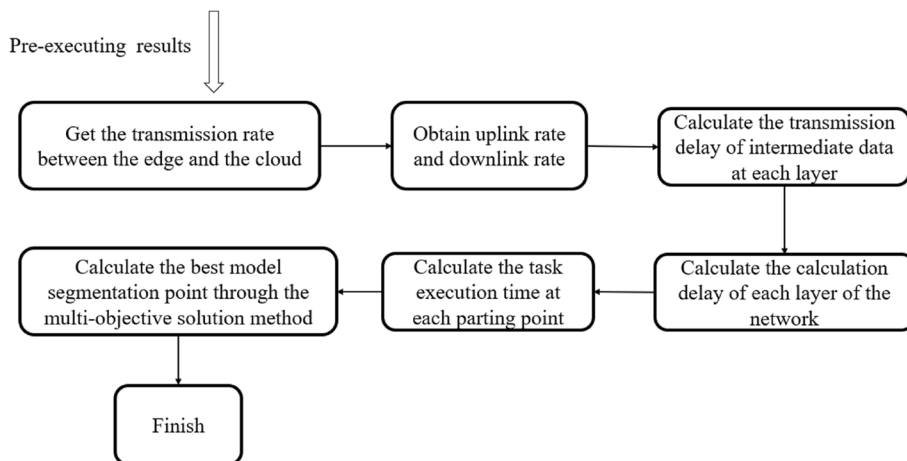 Pre-executing results
Get the transmission rate
between the edge and the cloud
Obtain uplink rate
and downlink rate
Calculate the transmission
delay of intermediate data
at each layer
Calculate the calculation
delay of each layer of the
network
Calculate the task
execution time at
each parting point
Calculate the best model
segmentation point through the
multi-objective solution method
Finish